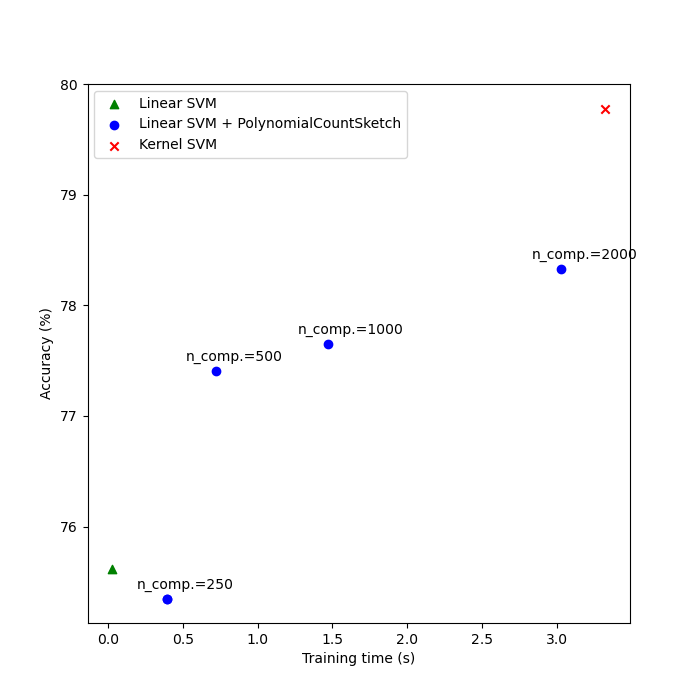 80
Linear SVM
Linear SVM + PolynomialCountSketch
Kernel SVM
79
n_comp.=2000
78
n_comp.=1000
n_comp.=500
77
76
n_comp.=250
Accuracy (%)
0.0 0.5 1.0 1.5 2.0 2.5 3.0
Training time (s)